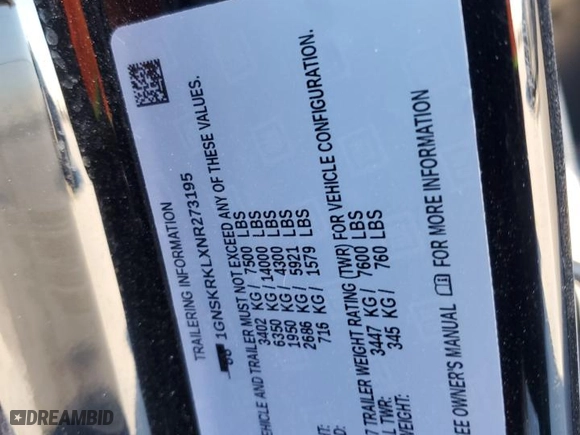 TRAILERING INFORMATION
1GNSKRKLXNR273195
VEHICLE AND TRAILER MUST NOT EXCEED ANY OF THESE VALUES.
3402 KG / 7500 LBS
6350 KG / 14000 LBS
1950 KG / 4300 LBS
2686 KG / 5921 LBS
716 KG / 1579 LBS
TRAILER WEIGHT RATING (TWR) FOR VEHICLE CONFIGURATION.
TWR: 3447 KG / 7600 LBS
345 KG / 760 LBS
OWNER'S MANUAL FOR MORE INFORMATION
DREAMBID